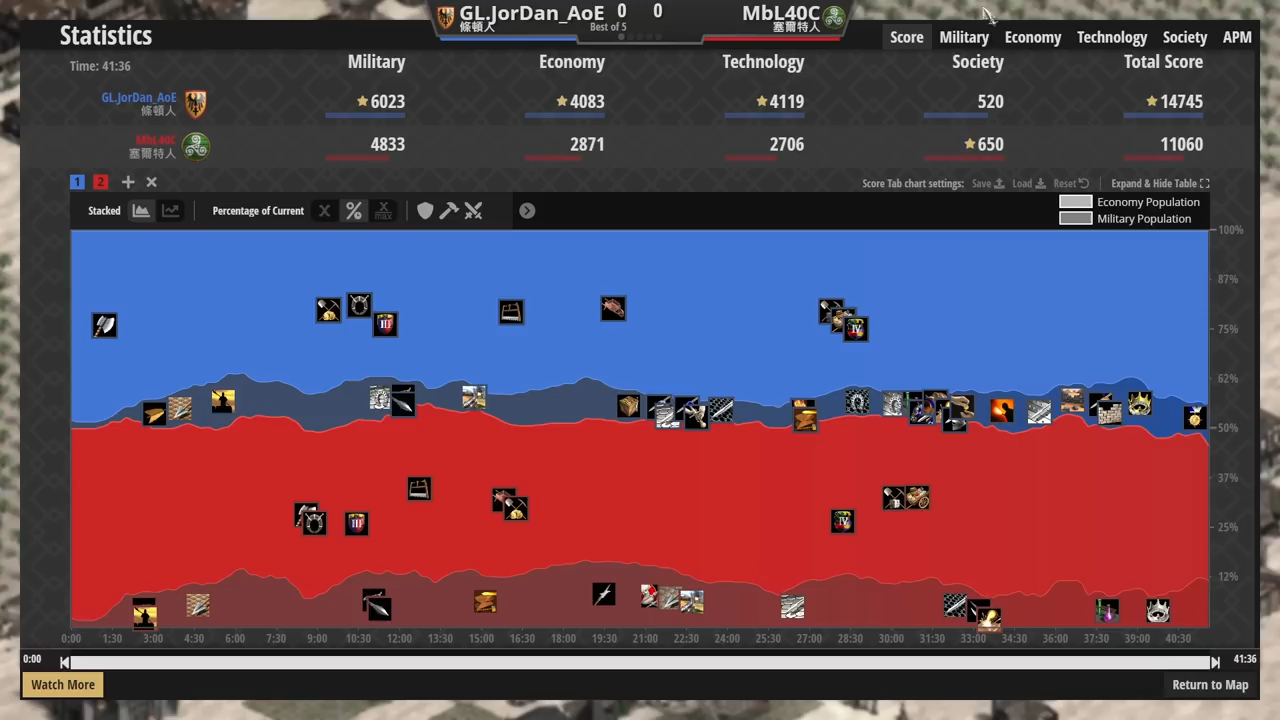 GL.JorDan_AoE 0 0 MbL40C
條頓人 Best of 5 塞爾特人
Statistics
Score Military Economy Technology Society APM
Time: 41:36 Military Economy Technology Society Total Score
GL.JorDan_AoE
條頓人
6023 4083 4119 520 14745
MbL40C
塞爾特人
4833 2871 2706 650 11060
1 2
Score Tab chart settings: Save Load Reset Expand & Hide Table
Stacked Percentage of Current X % X/max
Economy Population
Military Population
100%
87%
75%
62%
50%
37%
25%
12%
III
IV
III
IV
0:00 1:30 3:00 4:30 6:00 7:30 9:00 10:30 12:00 13:30 15:00 16:30 18:00 19:30 21:00 22:30 24:00 25:30 27:00 28:30 30:00 31:30 33:00 34:30 36:00 37:30 39:00 40:30
0:00 41:36
Watch More Return to Map